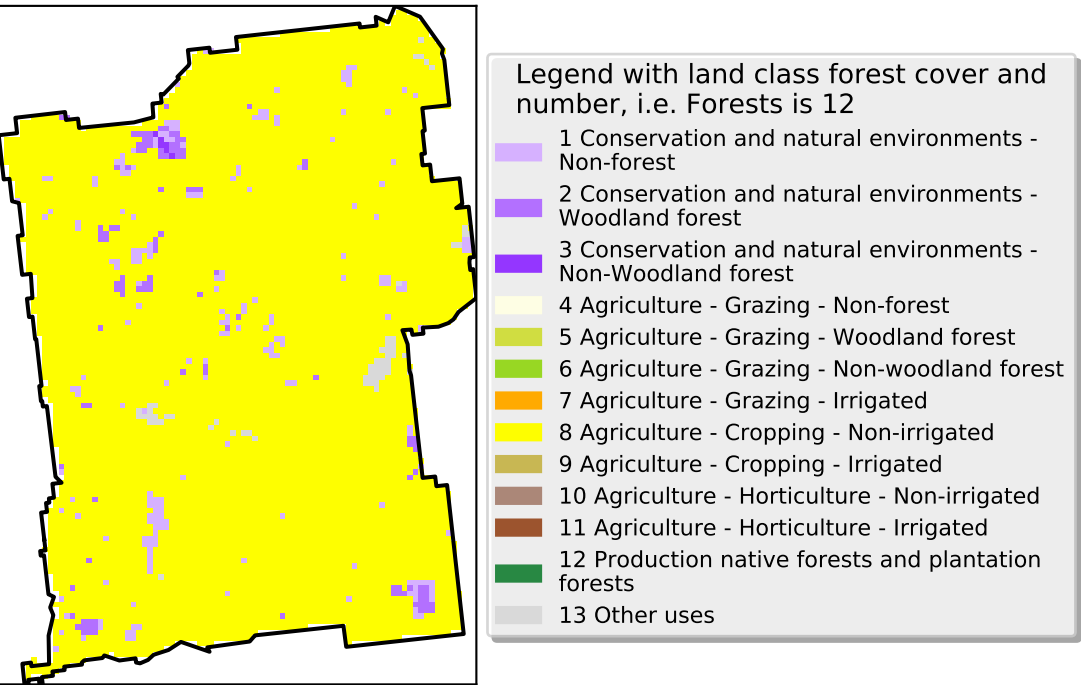 Legend with land class forest cover and
number, i.e. Forests is 12
1 Conservation and natural environments -
Non-forest
2 Conservation and natural environments -
Woodland forest
3 Conservation and natural environments -
Non-Woodland forest
4 Agriculture - Grazing - Non-forest
5 Agriculture - Grazing - Woodland forest
6 Agriculture - Grazing - Non-woodland forest
7 Agriculture - Grazing - Irrigated
8 Agriculture - Cropping - Non-irrigated
9 Agriculture - Cropping - Irrigated
10 Agriculture - Horticulture - Non-irrigated
11 Agriculture - Horticulture - Irrigated
12 Production native forests and plantation
forests
13 Other uses